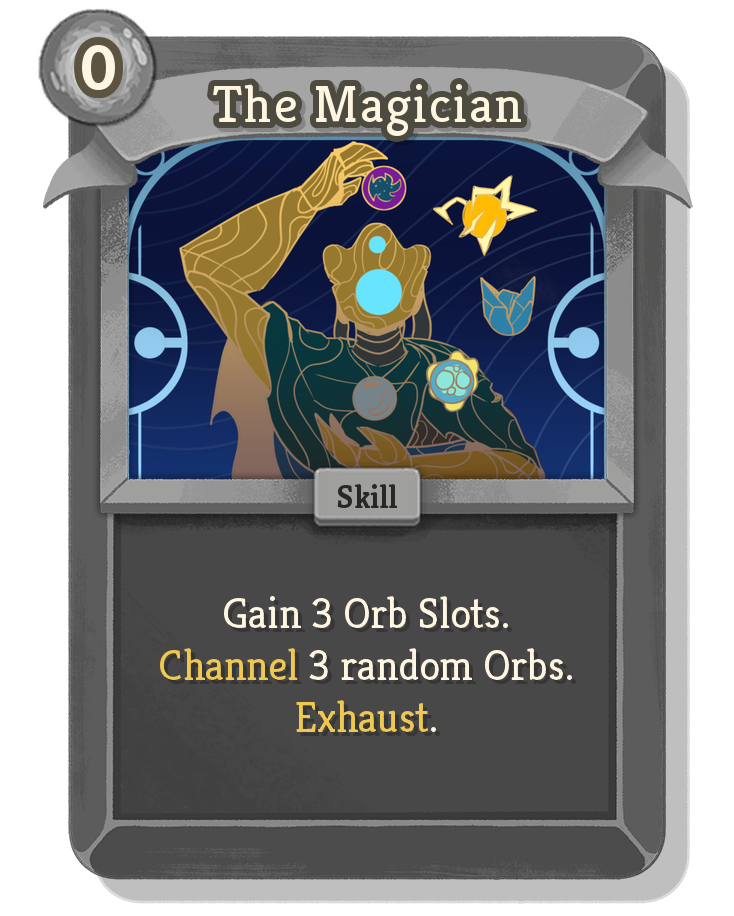 0
The Magician
Skill
Gain 3 Orb Slots.
Channel 3 random Orbs.
Exhaust.